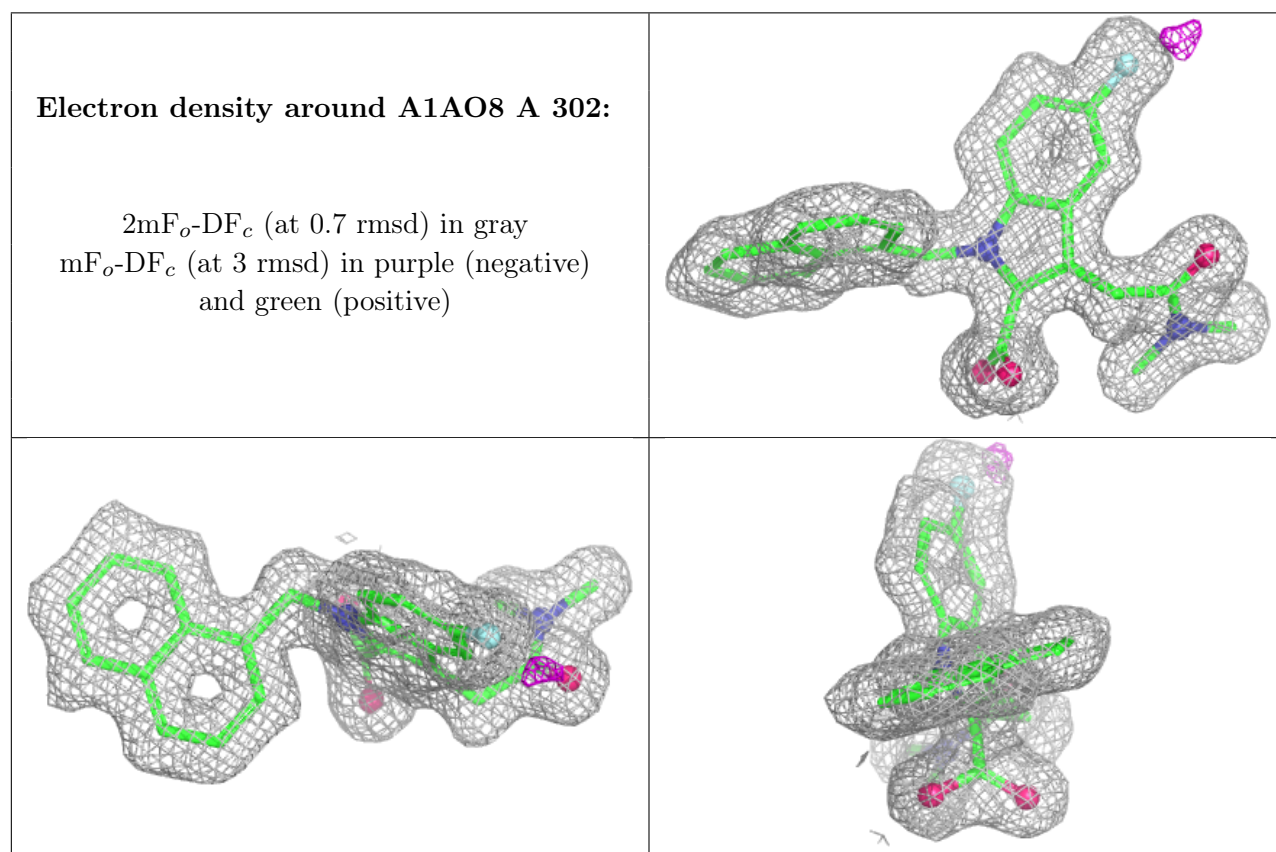 Electron density around A1AO8 A 302:
2mFₒ-DF𝒸 (at 0.7 rmsd) in gray
mFₒ-DF𝒸 (at 3 rmsd) in purple (negative)
and green (positive)